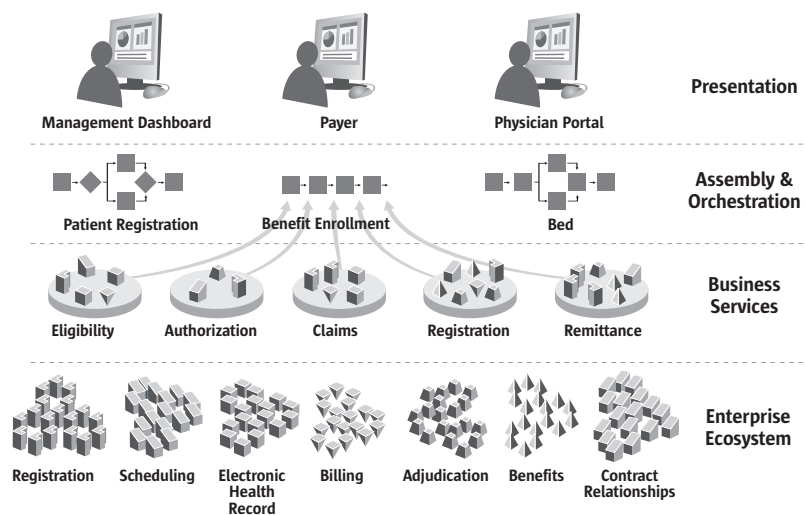 Management Dashboard
Payer
Physician Portal
Presentation
Patient Registration
Benefit Enrollment
Bed
Assembly &
Orchestration
Eligibility
Authorization
Claims
Registration
Remittance
Business
Services
Registration
Scheduling
Electronic
Health
Record
Billing
Adjudication
Benefits
Contract
Relationships
Enterprise
Ecosystem